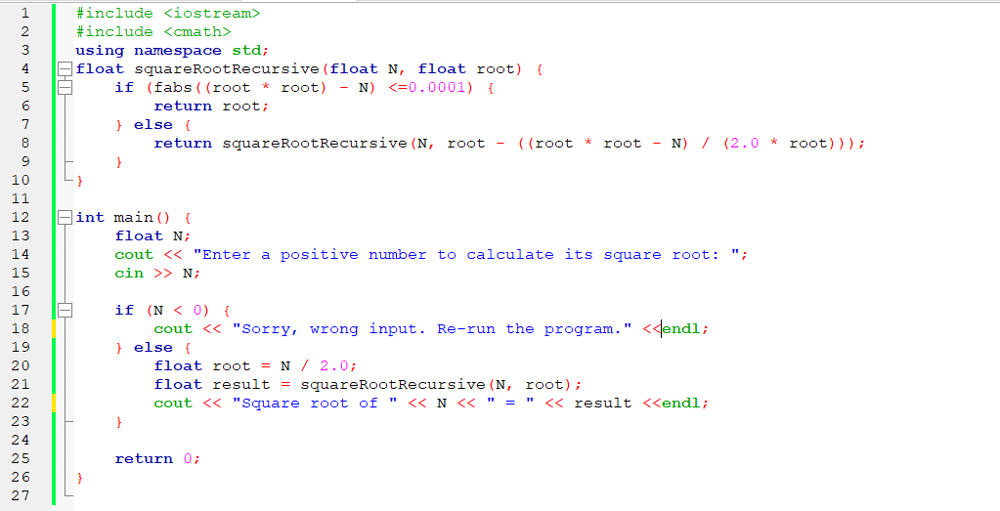 1 #include <iostream>
2 #include <cmath>
3 using namespace std;
4 float squareRootRecursive(float N, float root) {
5     if (fabs((root * root) - N) <=0.0001) {
6         return root;
7     } else {
8         return squareRootRecursive(N, root - ((root * root - N) / (2.0 * root)));
9     }
10 }
11
12 int main() {
13     float N;
14     cout << "Enter a positive number to calculate its square root: ";
15     cin >> N;
16
17     if (N < 0) {
18         cout << "Sorry, wrong input. Re-run the program." <<endl;
19     } else {
20         float root = N / 2.0;
21         float result = squareRootRecursive(N, root);
22         cout << "Square root of " << N << " = " << result <<endl;
23     }
24
25     return 0;
26 }
27